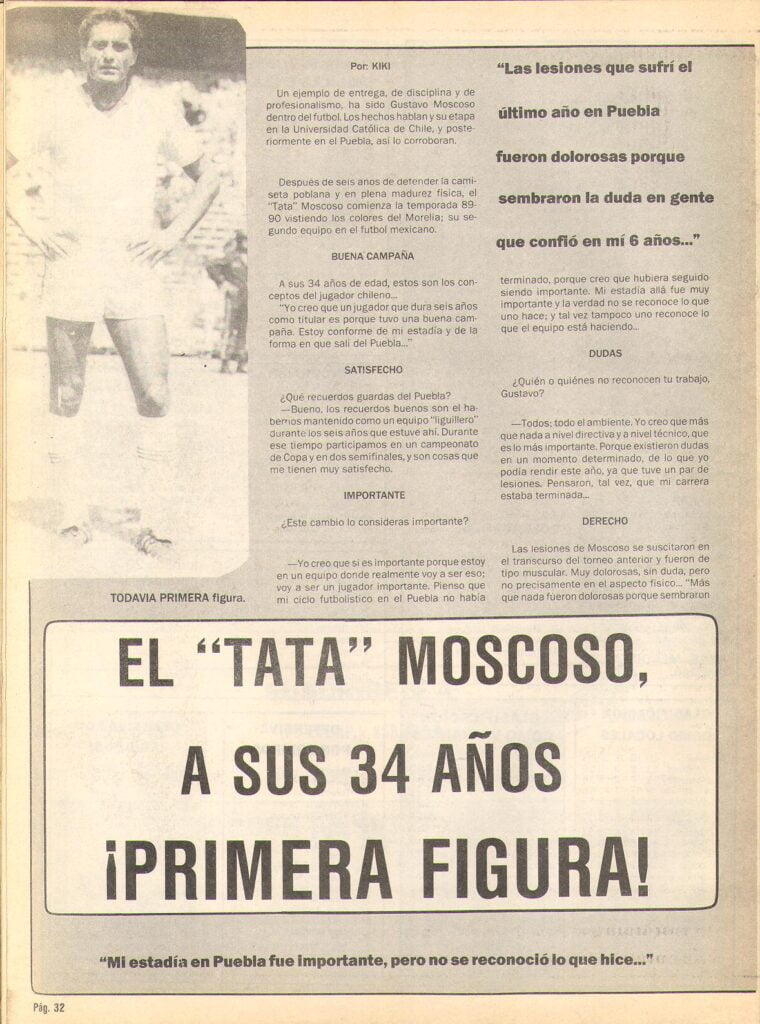 Por: KIKI
Un ejemplo de entrega, de disciplina y de
profesionalismo, ha sido Gustavo Moscoso
dentro del futbol. Los hechos hablan y su etapa
en la Universidad Católica de Chile, y poste-
riormente en el Puebla, así lo corroboran.
Después de seis años de defender la cami-
seta poblana y en plena madurez física, el
"Tata" Moscoso comienza la temporada 89-
90 vistiendo los colores del Morelia; su se-
gundo equipo en el futbol mexicano.
BUENA CAMPAÑA
A sus 34 años de edad, estos son los con-
ceptos del jugador chileno...
"Yo creo que un jugador que dura seis años
como titular es porque tuvo una buena cam-
paña. Estoy conforme de mi estadía y de la
forma en que salí del Puebla..."
SATISFECHO
¿Qué recuerdos guardas del Puebla?
—Bueno, los recuerdos buenos son el ha-
bernos mantenido como un equipo "liguillero"
durante los seis años que estuve ahí. Durante
ese tiempo participamos en un campeonato
de Copa y en dos semifinales, y son cosas que
me tienen muy satisfecho.
IMPORTANTE
¿Este cambio lo consideras importante?
—Yo creo que si es importante porque estoy
en un equipo donde realmente voy a ser eso;
voy a ser un jugador importante. Pienso que
mi ciclo futbolístico en el Puebla no había
"Las lesiones que sufrí el
último año en Puebla
fueron dolorosas porque
sembraron la duda en gente
que confió en mí 6 años..."
terminado, porque creo que hubiera seguido
siendo importante. Mi estadía allá fue muy
importante y la verdad no se reconoce lo que
uno hace; y tal vez tampoco uno reconoce lo
que el equipo está haciendo...
DUDAS
¿Quién o quiénes no reconocen tu trabajo,
Gustavo?
—Todos; todo el ambiente. Yo creo que más
que nada a nivel directiva y a nivel técnico, que
es lo más importante. Porque existieron dudas
en un momento determinado, de lo que yo
podía rendir este año, ya que tuve un par de
lesiones. Pensaron, tal vez, que mi carrera
estaba terminada...
DERECHO
Las lesiones de Moscoso se suscitaron en
el transcurso del torneo anterior y fueron de
tipo muscular. Muy dolorosas, sin duda, pero
no precisamente en el aspecto físico... "Más
que nada fueron dolorosas porque sembraron
TODAVIA PRIMERA figura.
EL "TATA" MOSCOSO,
A SUS 34 AÑOS
¡PRIMERA FIGURA!
"Mi estadía en Puebla fue importante, pero no se reconoció lo que hice..."
Pág. 32